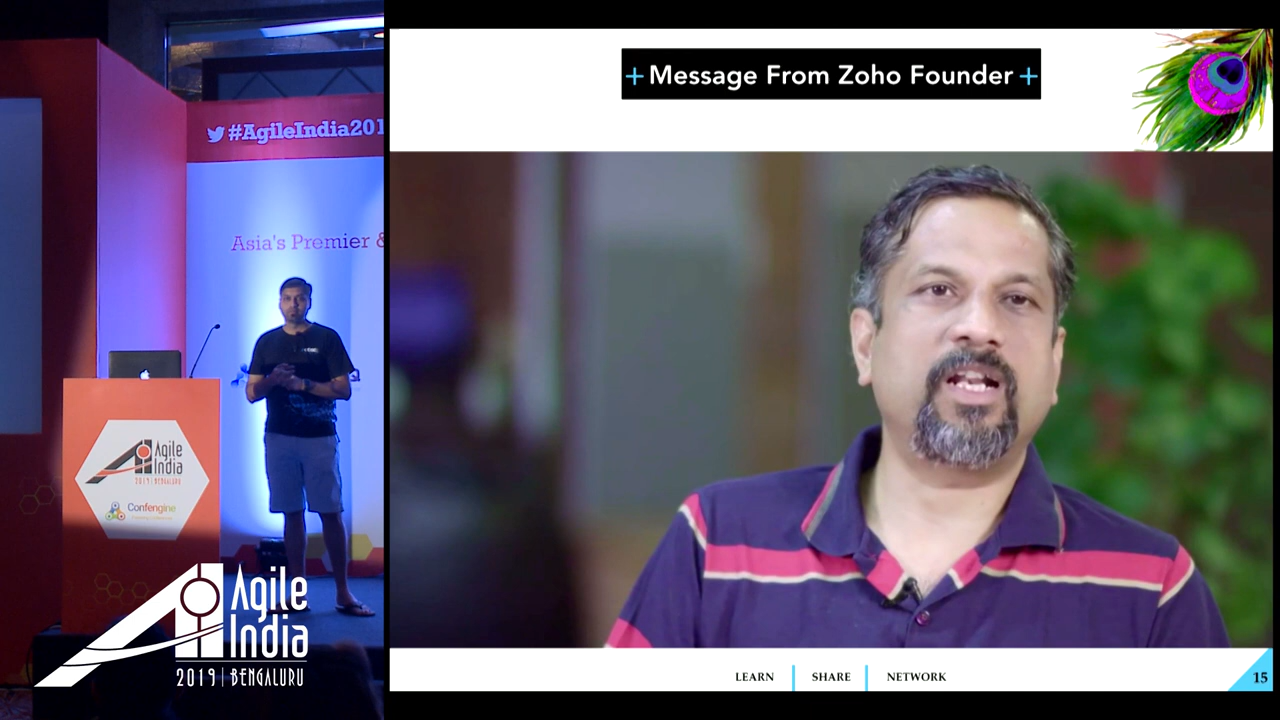 #AgileIndia201
Asia's Premier &
Agile
India
2019 | BENGALURU
Confengine
Agile
India
2019 | BENGALURU
+ Message From Zoho Founder +
LEARN | SHARE | NETWORK
15